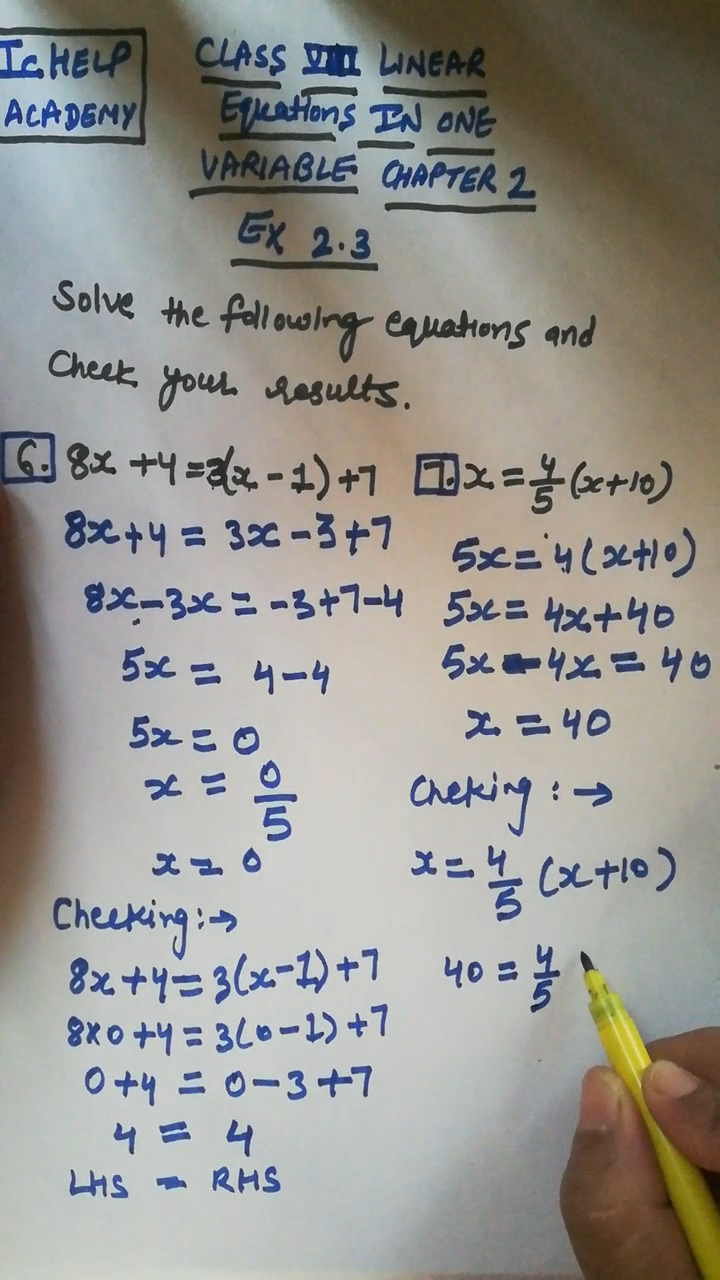 Ic HELP
ACADEMY
CLASS VIII LINEAR
Equations IN ONE
VARIABLE CHAPTER 2
EX 2.3
Solve the following equations and
Check your results.
6. 8x + 4 = 3(x - 1) + 7
8x + 4 = 3x - 3 + 7
8x - 3x = -3 + 7 - 4
5x = 4 - 4
5x = 0
x = 0/5
x = 0
Checking :→
8x + 4 = 3(x - 1) + 7
8x0 + 4 = 3(0 - 1) + 7
0 + 4 = 0 - 3 + 7
4 = 4
LHS = RHS
7. x = 4/5 (x + 10)
5x = 4(x + 10)
5x = 4x + 40
5x - 4x = 40
x = 40
Cheking :→
x = 4/5 (x + 10)
40 = 4/5